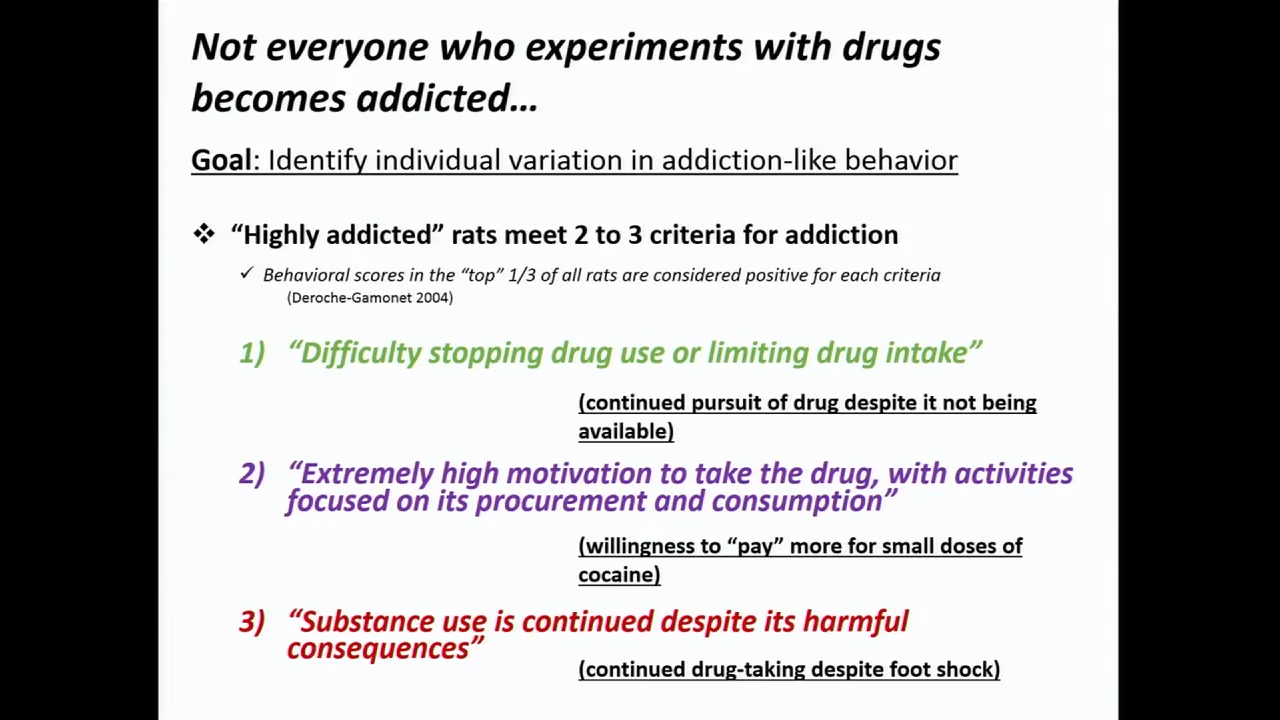 Not everyone who experiments with drugs
becomes addicted...
Goal: Identify individual variation in addiction-like behavior
❖ “Highly addicted” rats meet 2 to 3 criteria for addiction
✓ Behavioral scores in the “top” 1/3 of all rats are considered positive for each criteria
(Deroche-Gamonet 2004)
1) “Difficulty stopping drug use or limiting drug intake”
(continued pursuit of drug despite it not being
available)
2) “Extremely high motivation to take the drug, with activities
focused on its procurement and consumption”
(willingness to “pay” more for small doses of
cocaine)
3) “Substance use is continued despite its harmful
consequences”
(continued drug-taking despite foot shock)